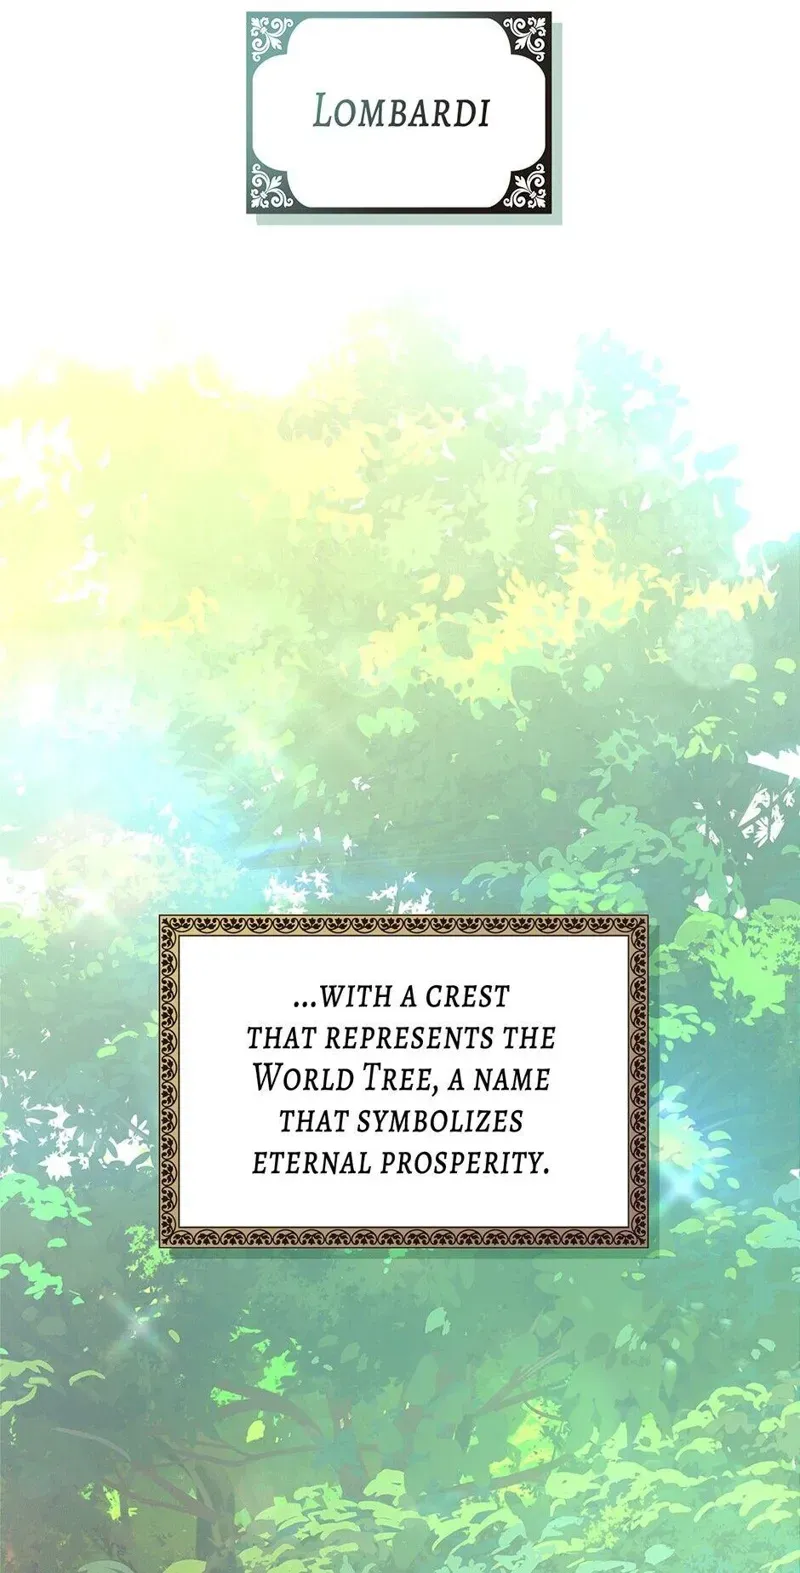 LOMBARDI
...WITH A CREST
THAT REPRESENTS THE
WORLD TREE, A NAME
THAT SYMBOLIZES
ETERNAL PROSPERITY.